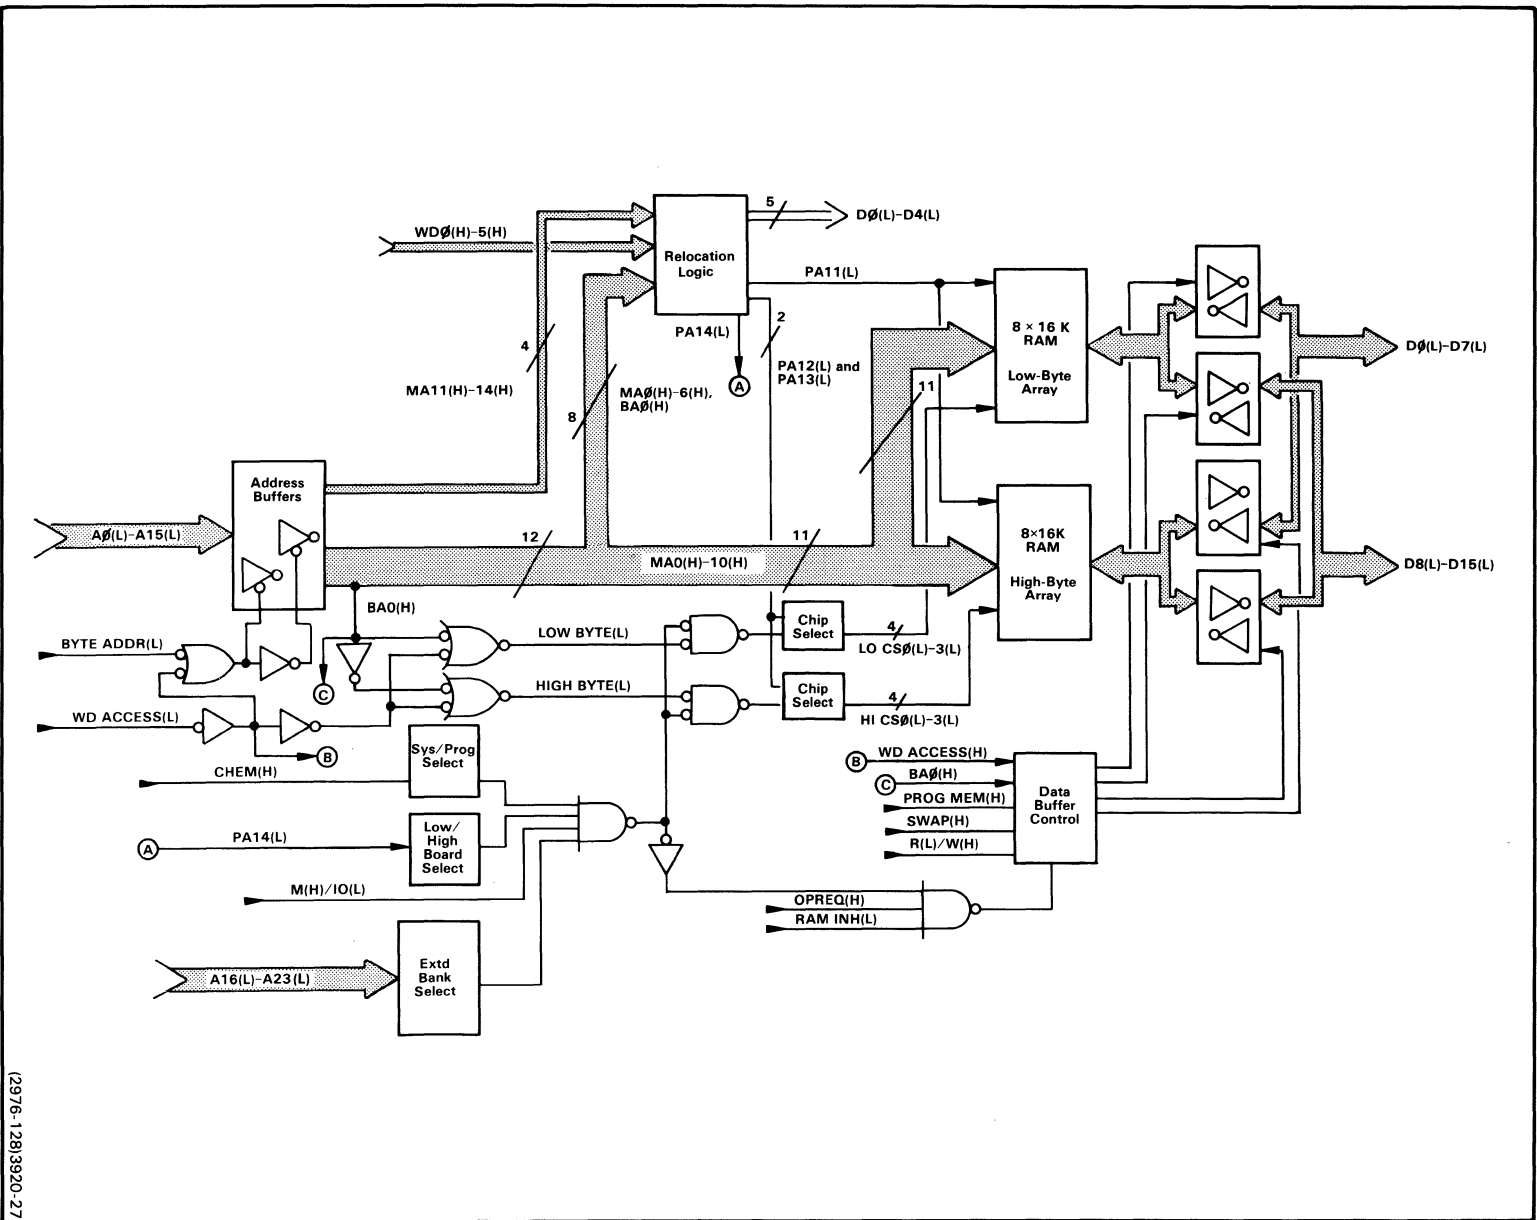 5
DØ(L)-D4(L)
WDØ(H)-5(H)
Relocation
Logic
PA11(L)
2
PA14(L)
4
8 × 16 K
RAM
DØ(L)-D7(L)
PA12(L) and
PA13(L)
Low-Byte
Array
A
MA11(H)-14(H)
8
MAØ(H)-6(H),
BAØ(H)
11
Address
Buffers
AØ(L)-A15(L)
12
11
8×16K
RAM
MA0(H)-10(H)
D8(L)-D15(L)
High-Byte
Array
BA0(H)
Chip
Select
4
LO CSØ(L)-3(L)
LOW BYTE(L)
BYTE ADDR(L)
C
HIGH BYTE(L)
Chip
Select
4
HI CSØ(L)-3(L)
WD ACCESS(L)
B
Sys/Prog
Select
CHEM(H)
B
WD ACCESS(H)
C
BAØ(H)
PROG MEM(H)
SWAP(H)
R(L)/W(H)
Data
Buffer
Control
A
PA14(L)
Low/
High
Board
Select
M(H)/IO(L)
OPREQ(H)
RAM INH(L)
A16(L)-A23(L)
Extd
Bank
Select
(2976-128)3920-27